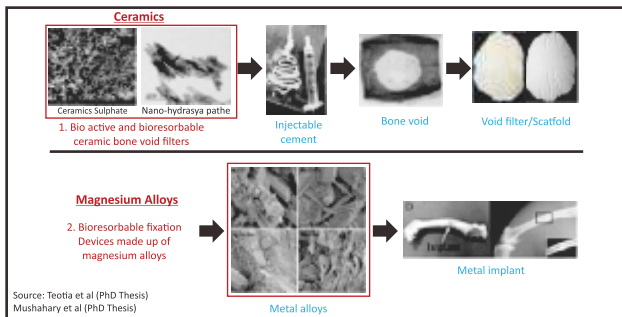 Ceramics
Ceramics Sulphate
Nano-hydrasya pathe
1. Bio active and bioresorbable
ceramic bone void filters
Injectable
cement
Bone void
Void filter/Scatfold
Magnesium Alloys
2. Bioresorbable fixation
Devices made up of
magnesium alloys
Metal alloys
Implant
Metal implant
Source: Teotia et al (PhD Thesis)
Mushahary et al (PhD Thesis)